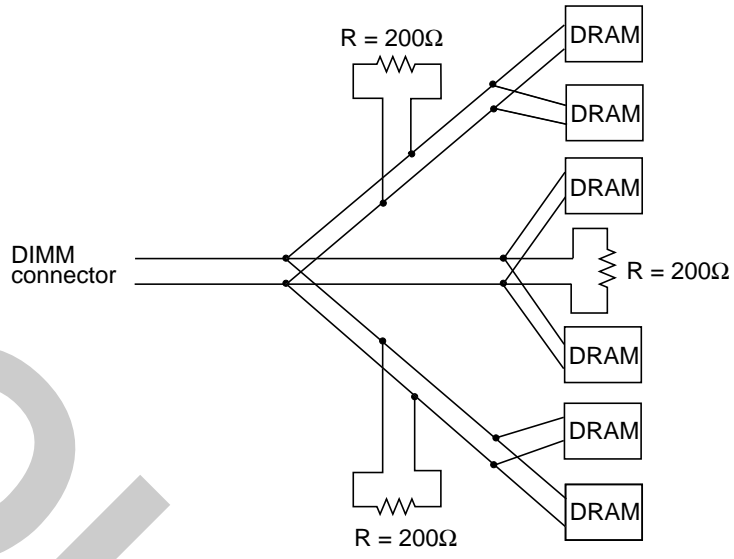 DRAM
R = 200Ω
DRAM
DRAM
DIMM
connector
R = 200Ω
DRAM
DRAM
DRAM
R = 200Ω